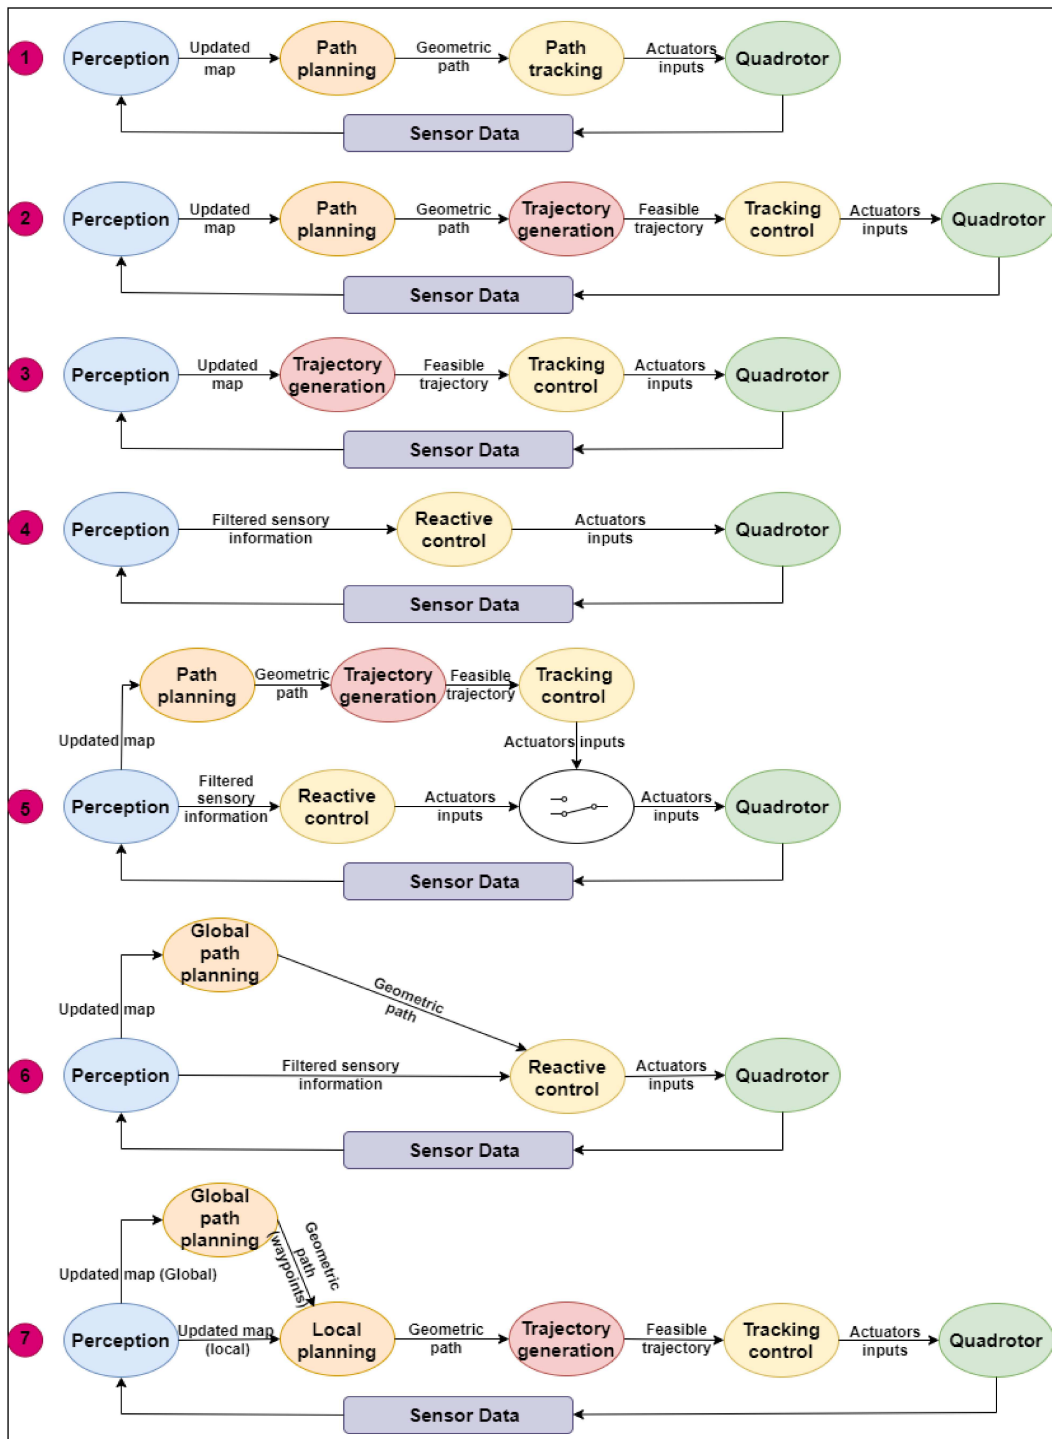 1
Perception
Updated
map
Path
planning
Geometric
path
Path
tracking
Actuators
inputs
Quadrotor
Sensor Data
2
Perception
Updated
map
Path
planning
Geometric
path
Trajectory
generation
Feasible
trajectory
Tracking
control
Actuators
inputs
Quadrotor
Sensor Data
3
Perception
Updated
map
Trajectory
generation
Feasible
trajectory
Tracking
control
Actuators
inputs
Quadrotor
Sensor Data
4
Perception
Filtered sensory
information
Reactive
control
Actuators
inputs
Quadrotor
Sensor Data
Path
planning
Geometric
path
Trajectory
generation
Feasible
trajectory
Tracking
control
Updated map
Actuators inputs
5
Perception
Filtered
sensory
information
Reactive
control
Actuators
inputs
Actuators
inputs
Quadrotor
Sensor Data
Global
path
planning
Updated map
Geometric
path
6
Perception
Filtered sensory
information
Reactive
control
Actuators
inputs
Quadrotor
Sensor Data
Global
path
planning
Geometric
path
(waypoints)
Updated map (Global)
7
Perception
Updated map
(local)
Local
planning
Geometric
path
Trajectory
generation
Feasible
trajectory
Tracking
control
Actuators
inputs
Quadrotor
Sensor Data